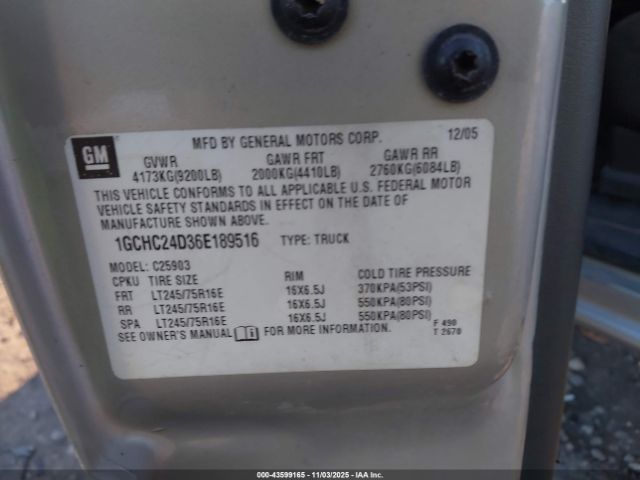 GM
MFD BY GENERAL MOTORS CORP. 12/05
GVWR GAWR FRT GAWR RR
4173KG(9200LB) 2000KG(4410LB) 2760KG(6084LB)
THIS VEHICLE CONFORMS TO ALL APPLICABLE U.S. FEDERAL MOTOR
VEHICLE SAFETY STANDARDS IN EFFECT ON THE DATE OF
MANUFACTURE SHOWN ABOVE.
1GCHC24D36E189516 TYPE: TRUCK
MODEL: C25903
CPKU TIRE SIZE RIM COLD TIRE PRESSURE
FRT LT245/75R16E 16X6.5J 370KPA(53PSI)
RR LT245/75R16E 16X6.5J 550KPA(80PSI)
SPA LT245/75R16E 16X6.5J 550KPA(80PSI)
SEE OWNER'S MANUAL FOR MORE INFORMATION.
F 490
T 2670
000-43599165 - 11/03/2025 - IAA Inc.